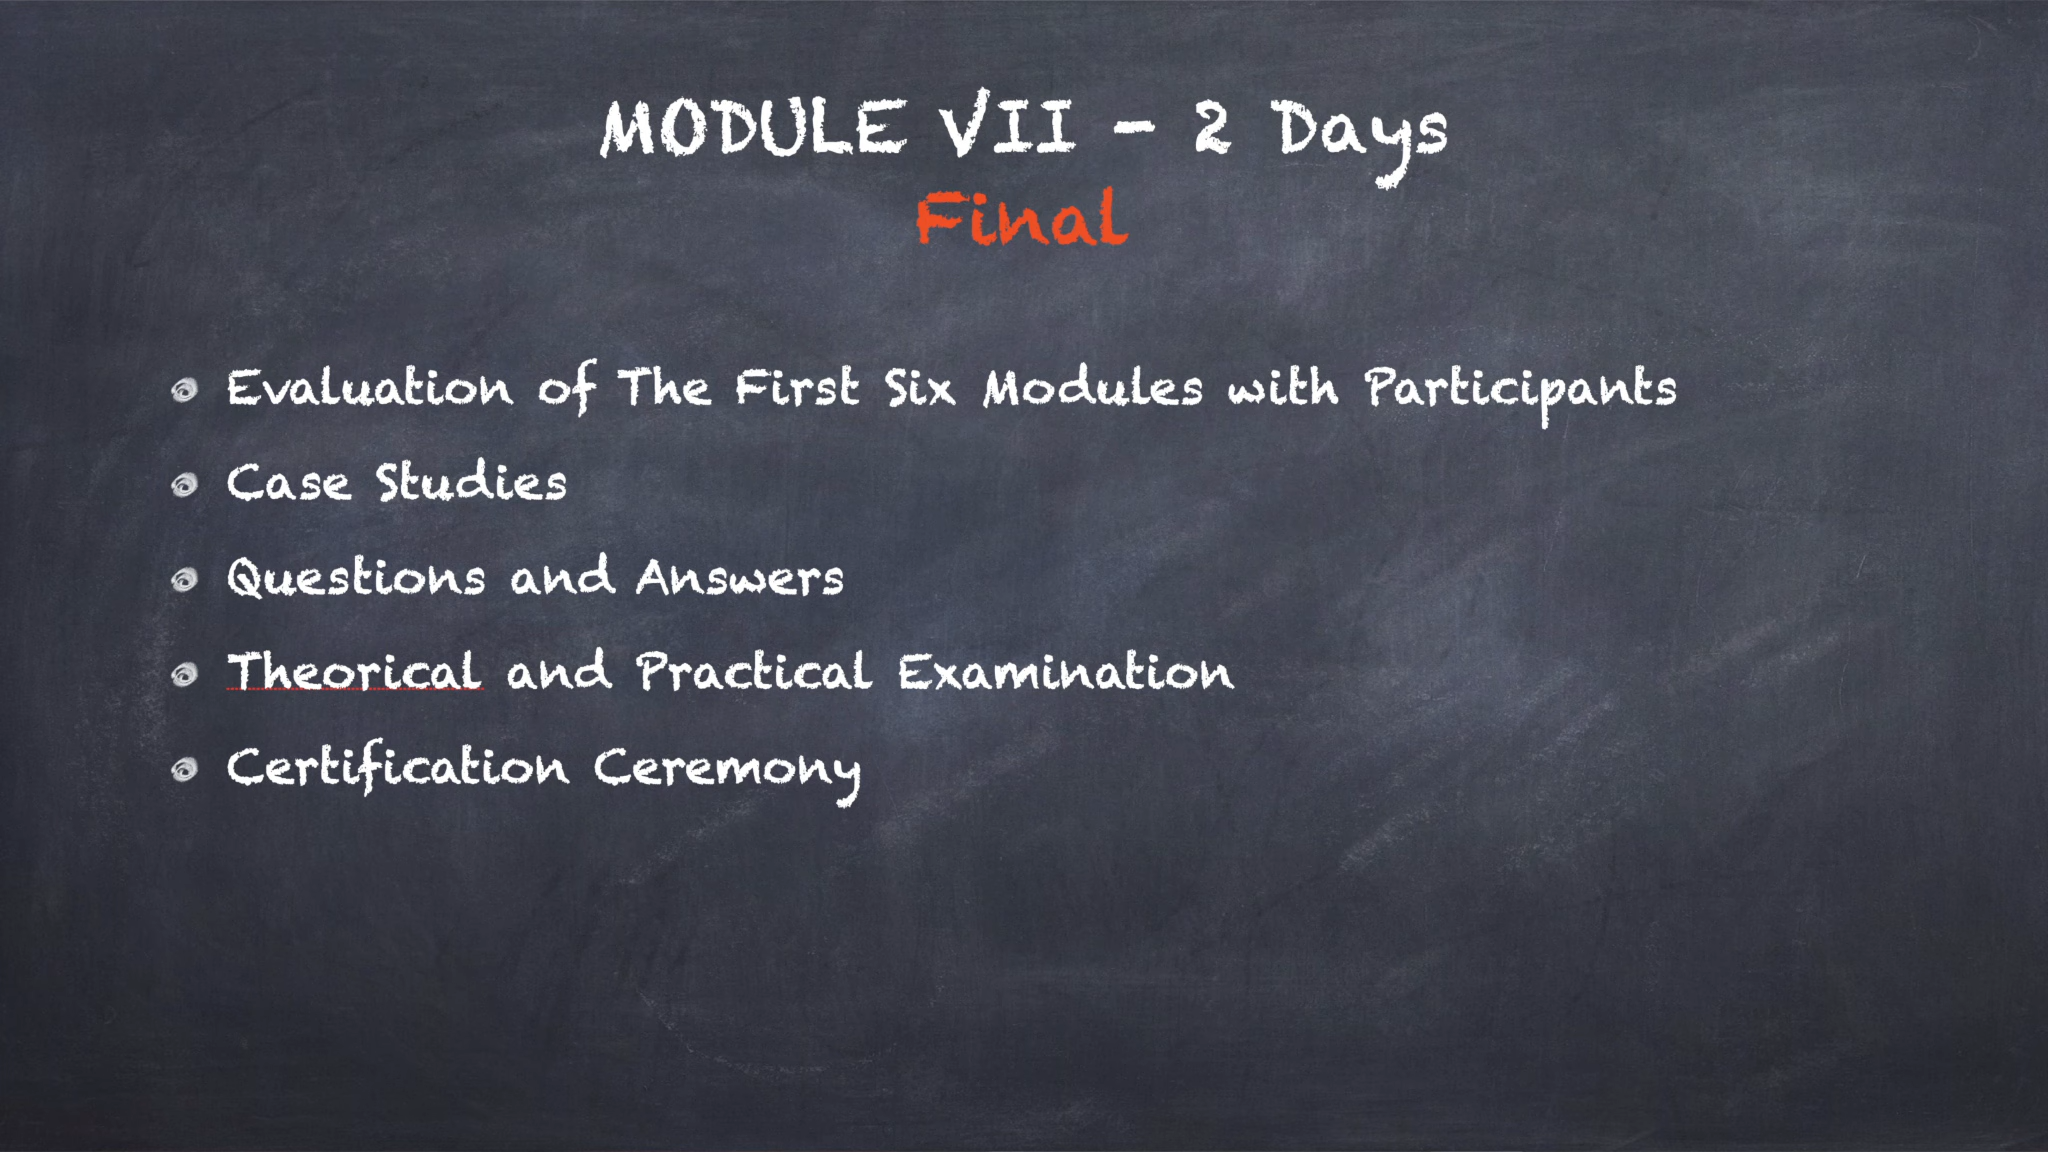 MODULE VII - 2 Days
Final
Evaluation of The First Six Modules with Participants
Case Studies
Questions and Answers
Theorical and Practical Examination
Certification Ceremony